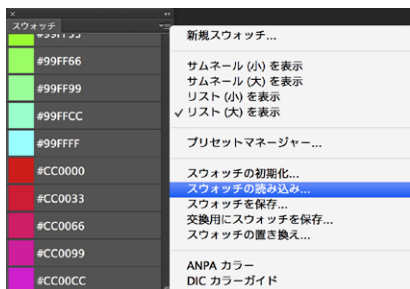 スウォッチ
#99FF33
#99FF66
#99FF99
#99FFCC
#99FFFF
#CC0000
#CC0033
#CC0066
#CC0099
#CC00CC
新規スウォッチ...
サムネール (小) を表示
サムネール (大) を表示
リスト (小) を表示
✓ リスト (大) を表示
プリセットマネージャー...
スウォッチの初期化...
スウォッチの読み込み...
スウォッチを保存...
交換用にスウォッチを保存...
スウォッチの置き換え...
ANPA カラー
DIC カラーガイド